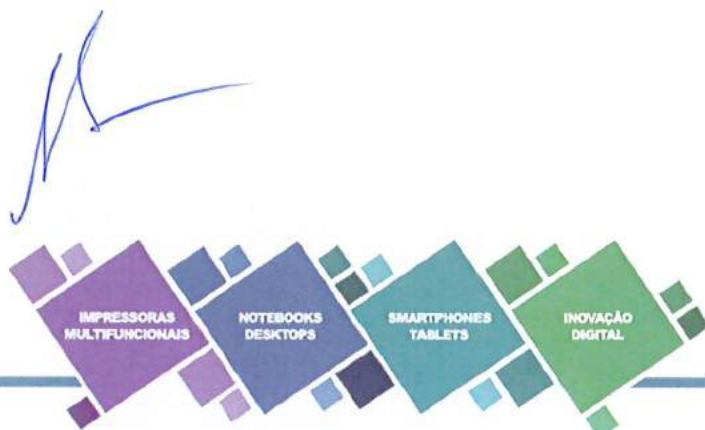 IMPRESSORAS
MULTIFUNCIONAIS
NOTEBOOKS
DESKTOPS
SMARTPHONES
TABLETS
INOVAÇÃO
DIGITAL